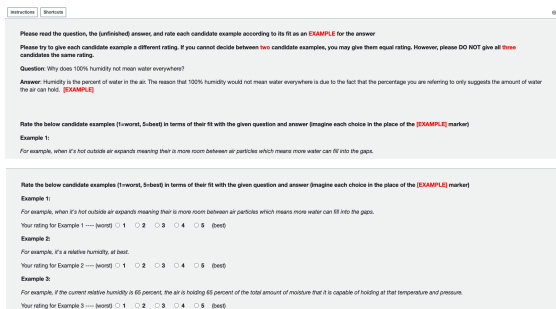 Instructions Shortcuts
Please read the question, the (unfinished) answer, and rate each candidate example according to its fit as an EXAMPLE for the answer
Please try to give each candidate example a different rating. If you cannot decide between two candidate examples, you may give them equal rating. However, please DO NOT give all three
candidates the same rating.
Question: Why does 100% humidity not mean water everywhere?
Answer: Humidity is the percent of water in the air. The reason that 100% humidity would not mean water everywhere is due to the fact that the percentage you are referring to only suggests the amount of water
the air can hold. [EXAMPLE]
Rate the below candidate examples (1=worst, 5=best) in terms of their fit with the given question and answer (imagine each choice in the place of the [EXAMPLE] marker)
Example 1:
For example, when it's hot outside air expands meaning their is more room between air particles which means more water can fill into the gaps.
Rate the below candidate examples (1=worst, 5=best) in terms of their fit with the given question and answer (imagine each choice in the place of the [EXAMPLE] marker)
Example 1:
For example, when it's hot outside air expands meaning their is more room between air particles which means more water can fill into the gaps.
Your rating for Example 1 ---- (worst) 1 2 3 4 5 (best)
Example 2:
For example, it's a relative humidity, at best.
Your rating for Example 2 ---- (worst) 1 2 3 4 5 (best)
Example 3:
For example, if the current relative humidity is 65 percent, the air is holding 65 percent of the total amount of moisture that it is capable of holding at that temperature and pressure.
Your rating for Example 3 ---- (worst) 1 2 3 4 5 (best)